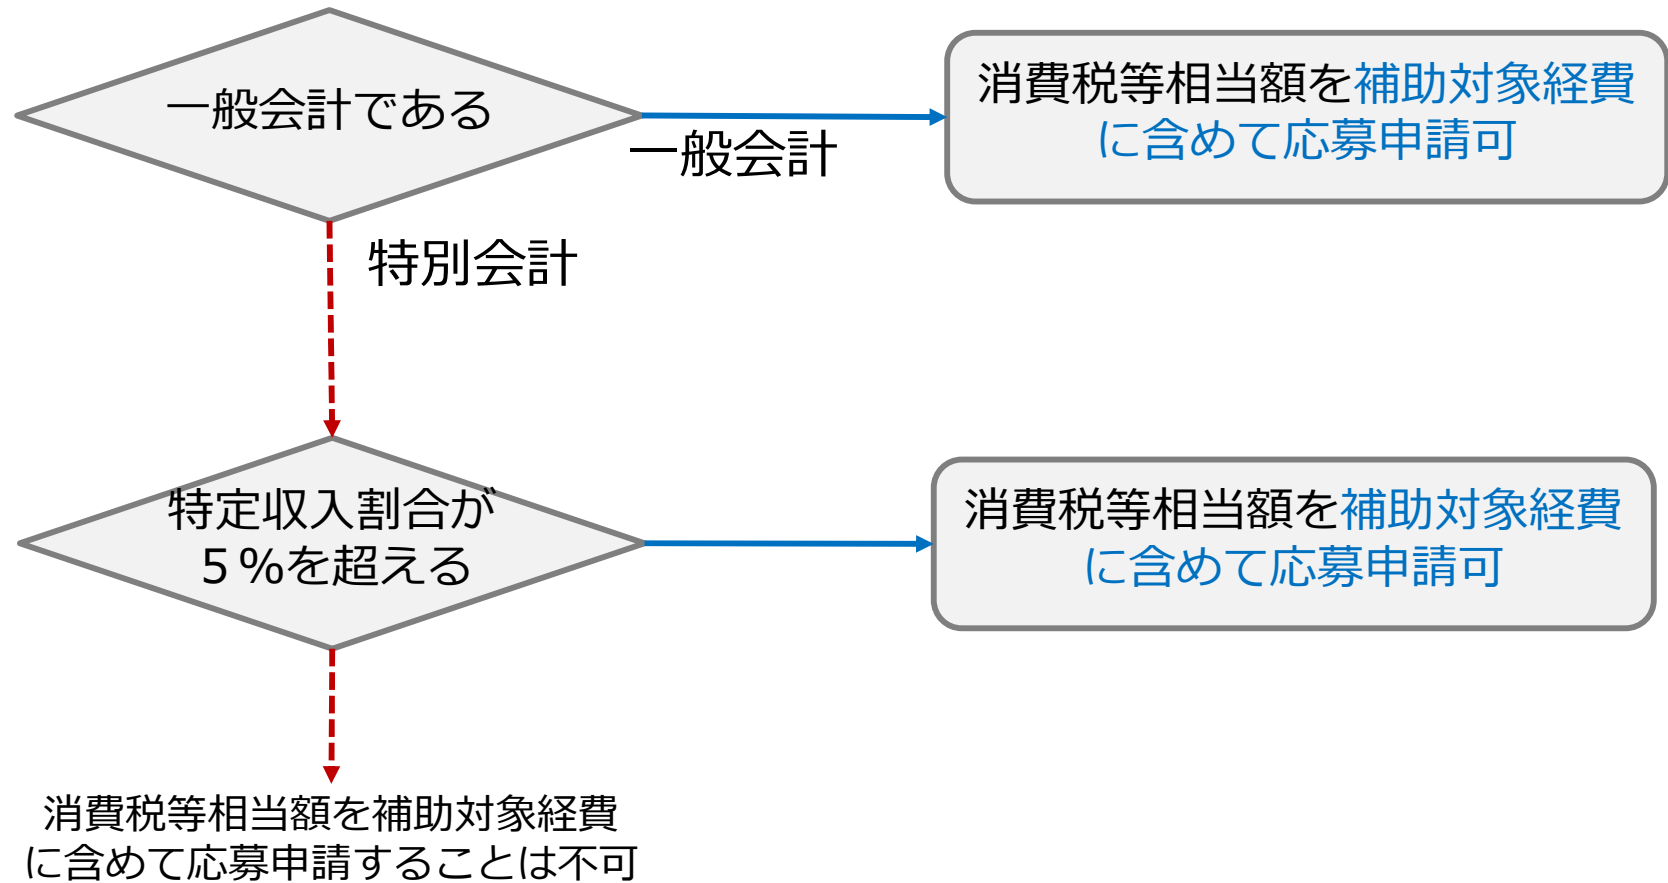 一般会計である
消費税等相当額を補助対象経費
に含めて応募申請可
一般会計
特別会計
特定収入割合が
５%を超える
消費税等相当額を補助対象経費
に含めて応募申請可
消費税等相当額を補助対象経費
に含めて応募申請することは不可